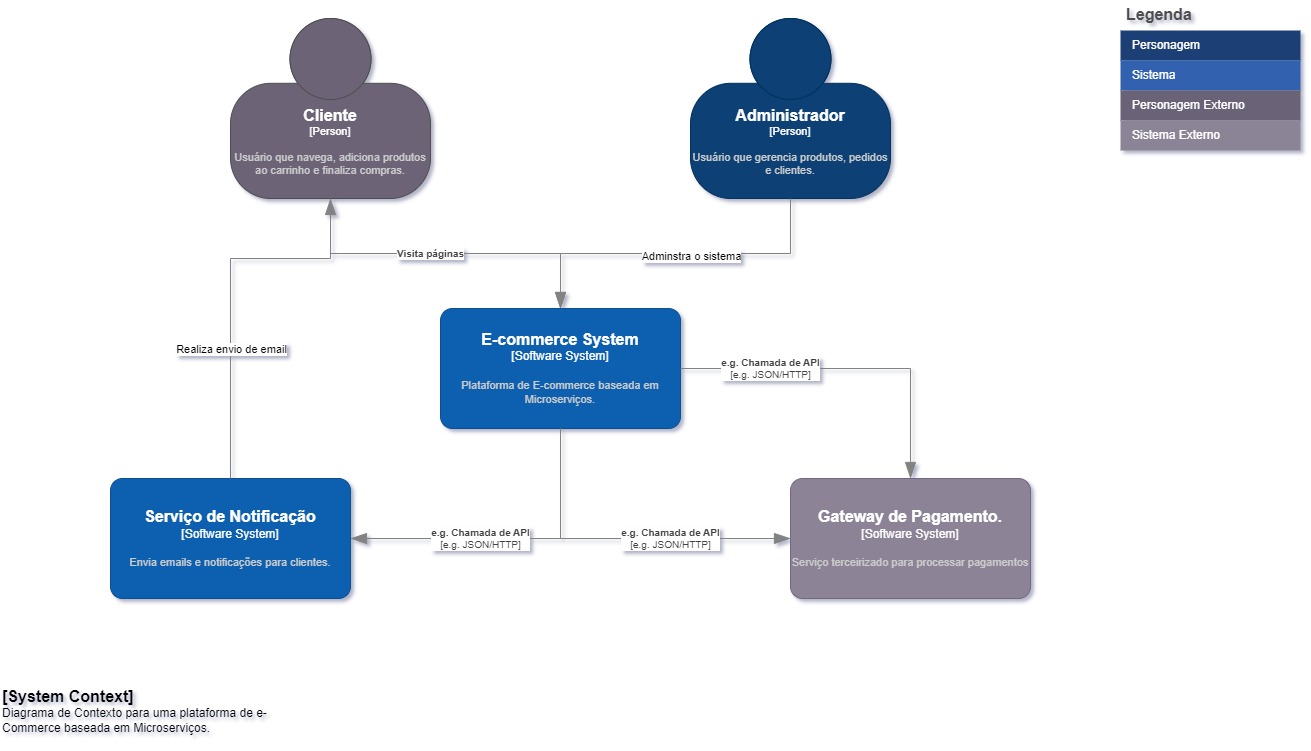 Legenda
Personagem
Sistema
Personagem Externo
Sistema Externo
Cliente
[Person]
Usuário que navega, adiciona produtos
ao carrinho e finaliza compras.
Administrador
[Person]
Usuário que gerencia produtos, pedidos
e clientes.
Visita páginas
Adminstra o sistema
Realiza envio de email
E-commerce System
[Software System]
Plataforma de E-commerce baseada em
Microserviços.
e.g. Chamada de API
[e.g. JSON/HTTP]
Serviço de Notificação
[Software System]
Envia emails e notificações para clientes.
e.g. Chamada de API
[e.g. JSON/HTTP]
e.g. Chamada de API
[e.g. JSON/HTTP]
Gateway de Pagamento.
[Software System]
Serviço terceirizado para processar pagamentos
[System Context]
Diagrama de Contexto para uma plataforma de e-
Commerce baseada em Microserviços.